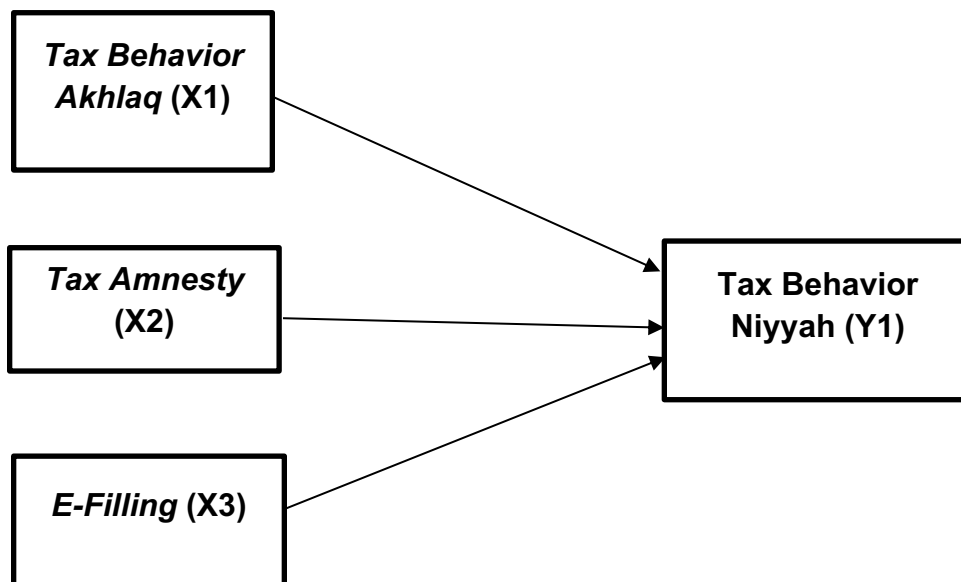 Tax Behavior
Akhlaq (X1)
Tax Amnesty
(X2)
Tax Behavior
Niyyah (Y1)
E-Filling (X3)